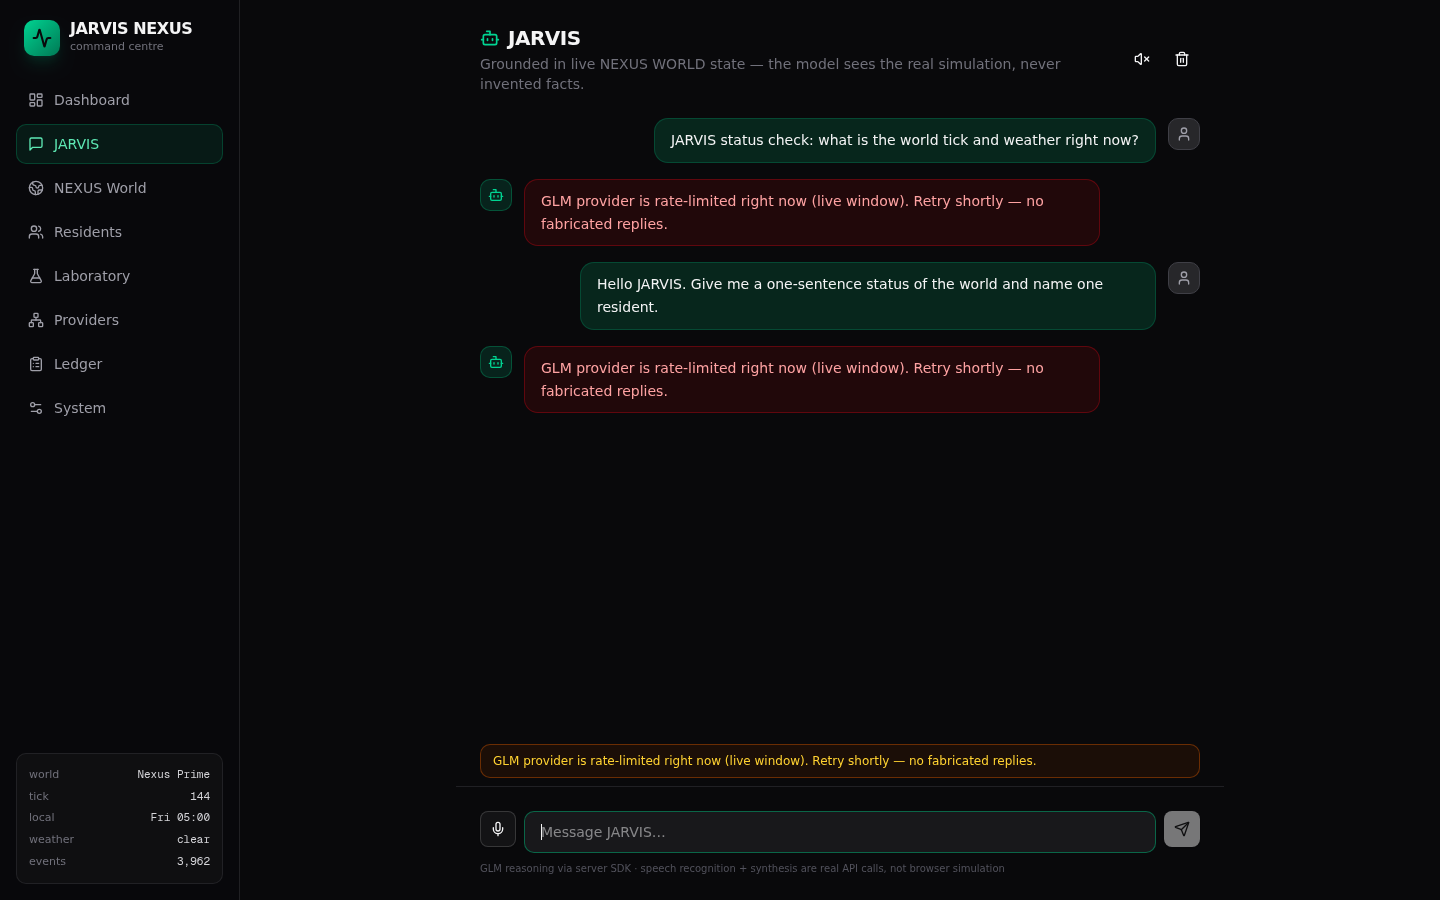 JARVIS NEXUS
command centre
Dashboard
JARVIS
NEXUS World
Residents
Laboratory
Providers
Ledger
System
world Nexus Prime
tick 144
local Fri 05:00
weather clear
events 3,962
JARVIS
Grounded in live NEXUS WORLD state — the model sees the real simulation, never
invented facts.
JARVIS status check: what is the world tick and weather right now?
GLM provider is rate-limited right now (live window). Retry shortly — no
fabricated replies.
Hello JARVIS. Give me a one-sentence status of the world and name one
resident.
GLM provider is rate-limited right now (live window). Retry shortly — no
fabricated replies.
GLM provider is rate-limited right now (live window). Retry shortly — no fabricated replies.
Message JARVIS...
GLM reasoning via server SDK · speech recognition + synthesis are real API calls, not browser simulation